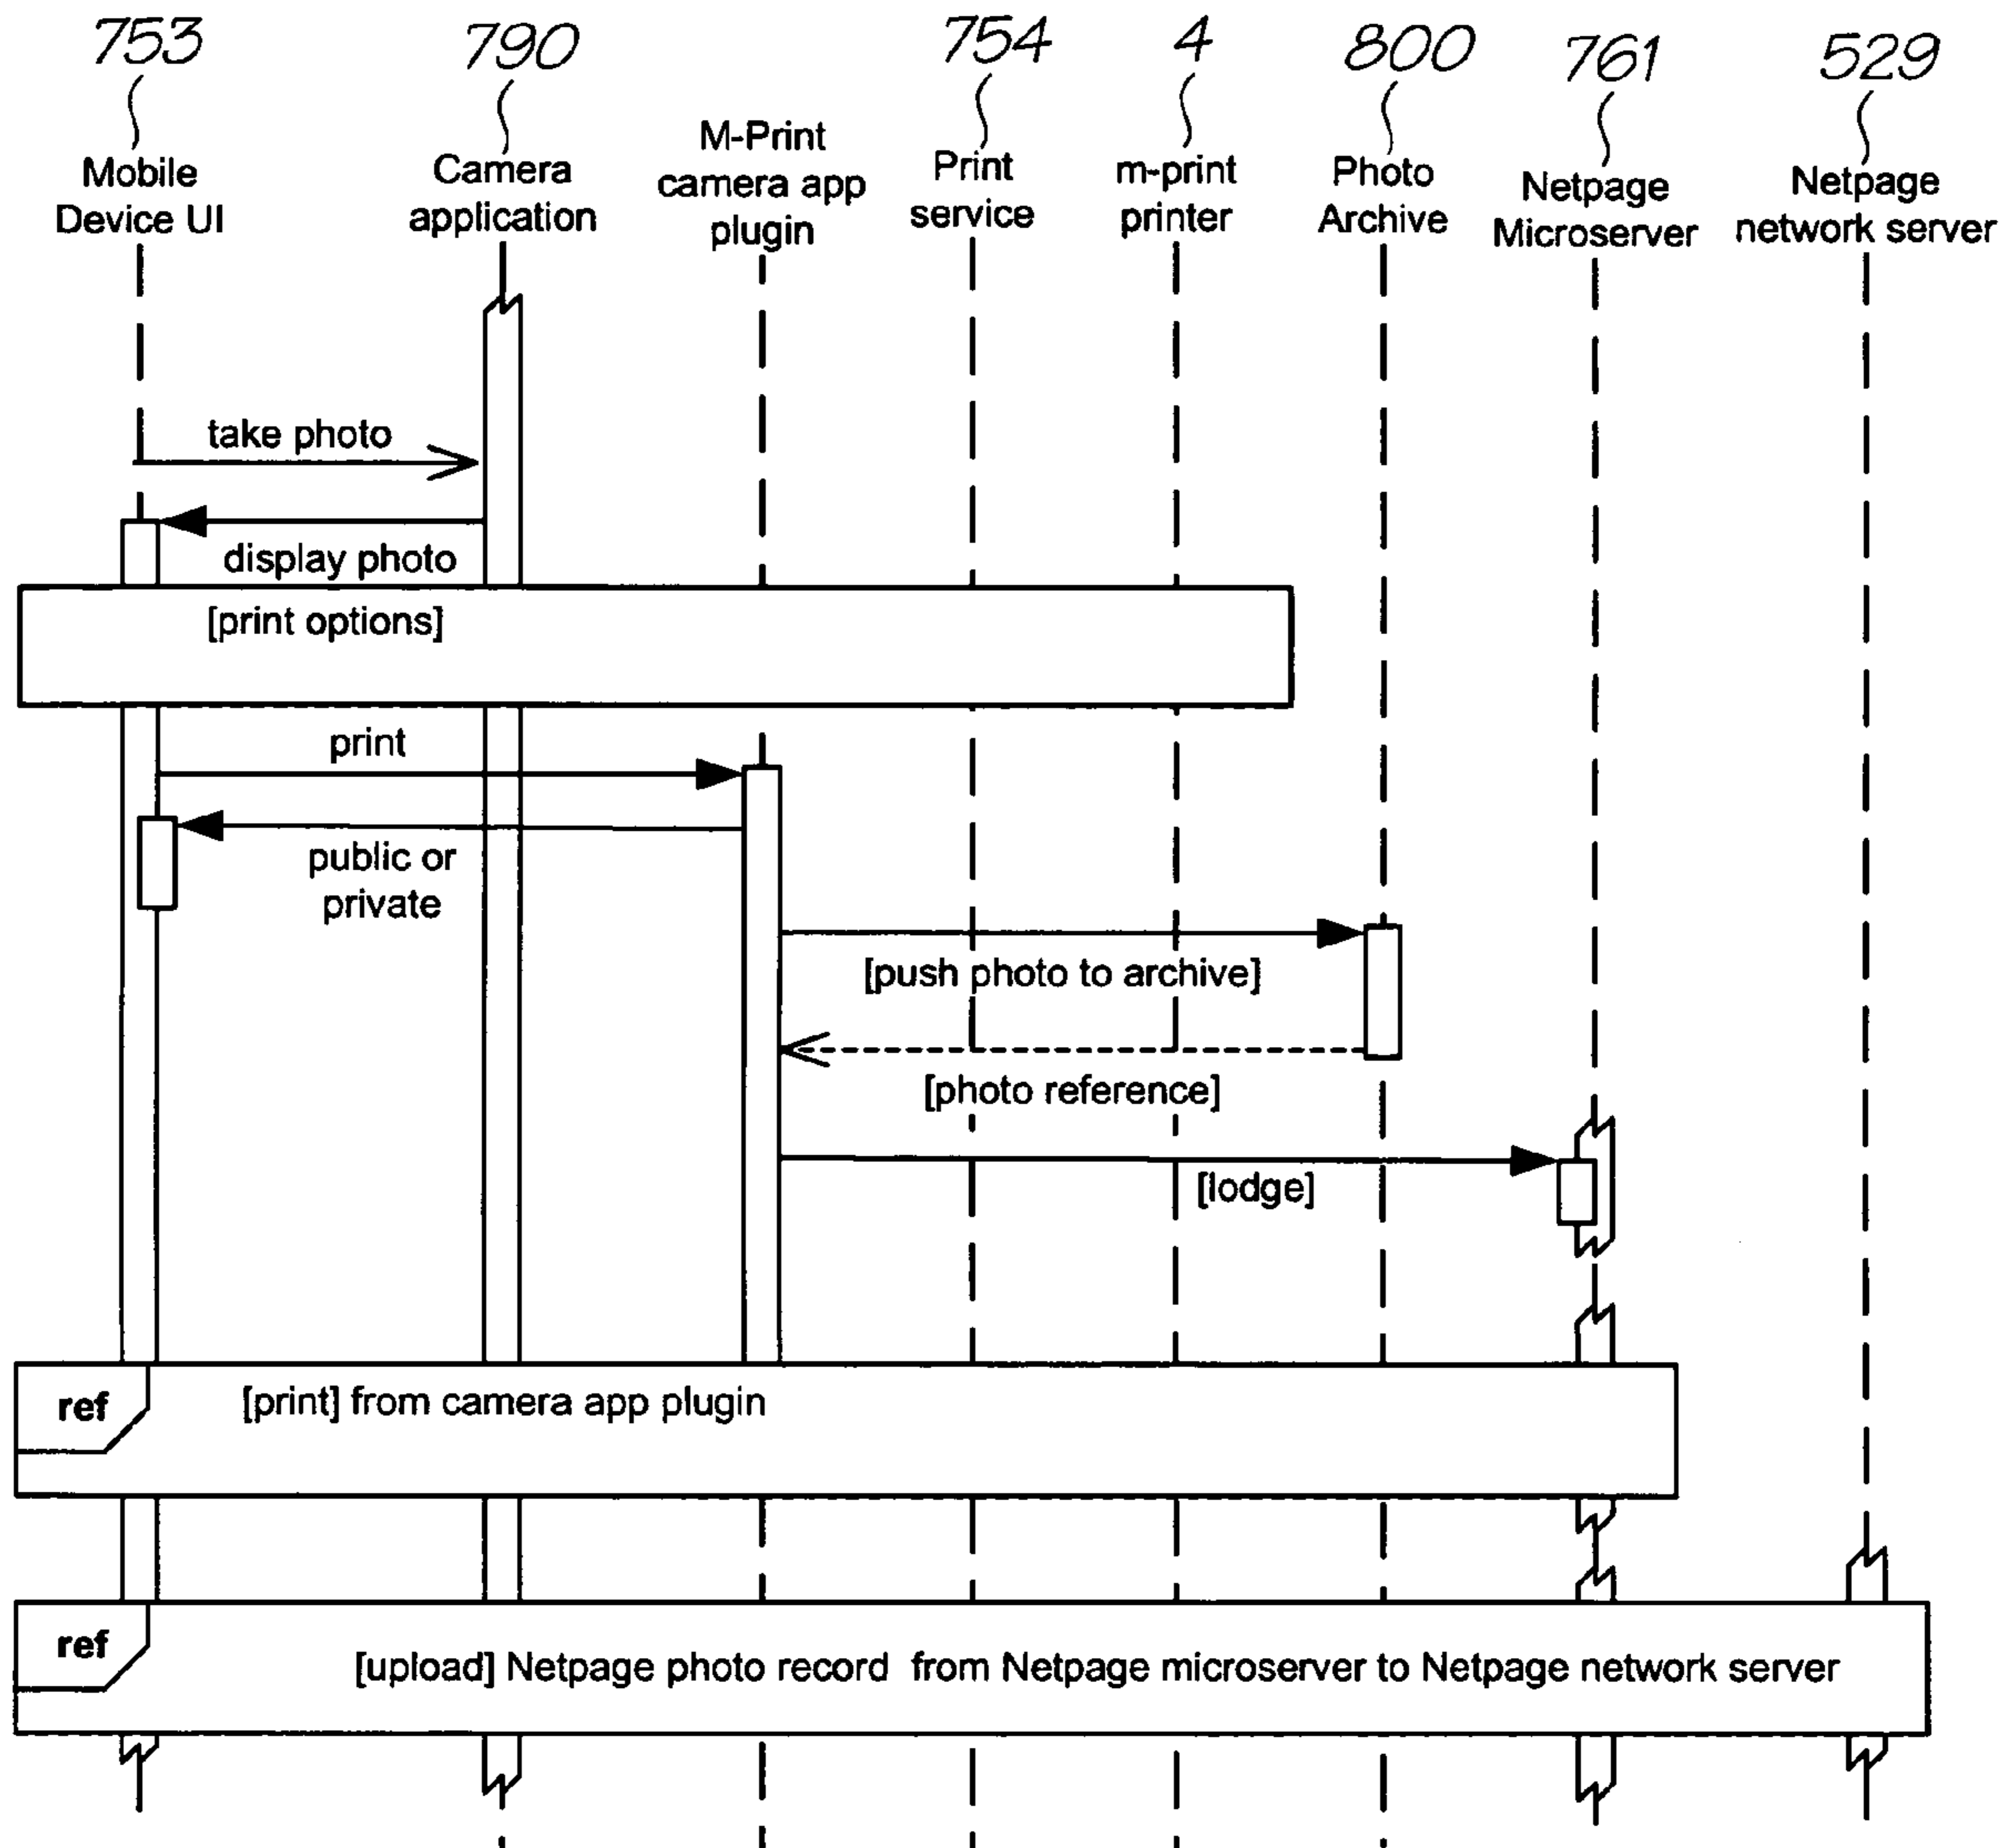 753
790
754
4
800
761
529
Mobile
Device UI
Camera
application
M-Print
camera app
plugin
Print
service
m-print
printer
Photo
Archive
Netpage
Microserver
Netpage
network server
take photo
display photo
[print options]
print
public or
private
[push photo to archive]
[photo reference]
[lodge]
ref
[print] from camera app plugin
ref
[upload] Netpage photo record from Netpage microserver to Netpage network server